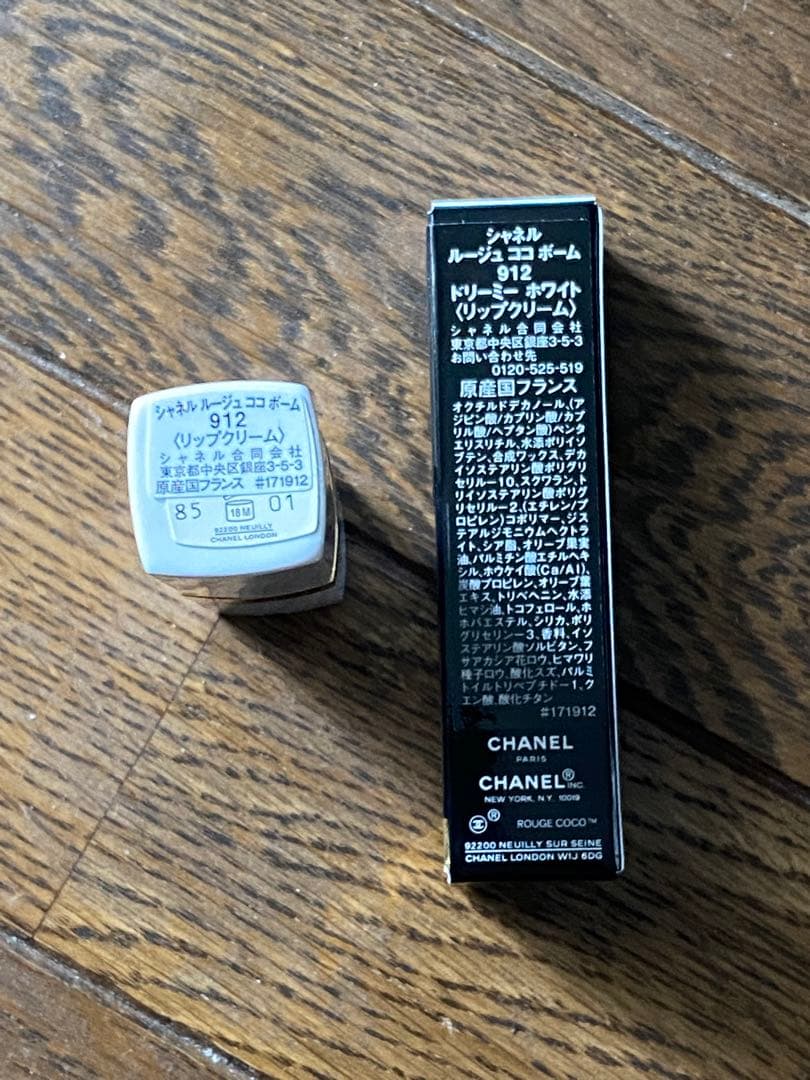 シャネル ルージュ ココ ボーム
912
〈リップクリーム〉
シャネル合同会社
東京都中央区銀座3-5-3
原産国フランス #171912
85 18M 01
92200 NEUILLY
CHANEL LONDON
シャネル
ルージュ ココ ボーム
912
ドリーミー ホワイト
〈リップクリーム〉
シャネル合同会社
東京都中央区銀座3-5-3
お問い合わせ先
0120-525-519
原産国フランス
オクチルドデカノール、(ア
ジピン酸/カプリン酸/カプ
リル酸/ヘプタン酸)ペンタ
エリスリチル、水添ポリイソ
ブテン、合成ワックス、デカ
イソステアリン酸ポリグリ
セリル-10、スクワラン、ト
リイソステアリン酸ポリグ
リセリル-2、(エチレン/プ
ロピレン)コポリマー、ジス
テアルジモニウムヘクトラ
イト、シア脂、オリーブ果実
油、パルミチン酸エチルヘキ
シル、ホウケイ酸(Ca/Al)、
炭酸プロピレン、オリーブ葉
エキス、トリベヘニン、水添
ヒマシ油、トコフェロール、ホ
ホバエステル、シリカ、ポリ
グリセリン-3、香料、イソ
ステアリン酸ソルビタン、フ
サアカシア花ロウ、ヒマワリ
種子ロウ、酸化スズ、パルミ
トイルトリペプチド-1、ク
エン酸、酸化チタン
#171912
CHANEL
PARIS
CHANEL® INC.
NEW YORK, N.Y. 10019
® ROUGE COCO™
92200 NEUILLY SUR SEINE
CHANEL LONDON W1J 6DG